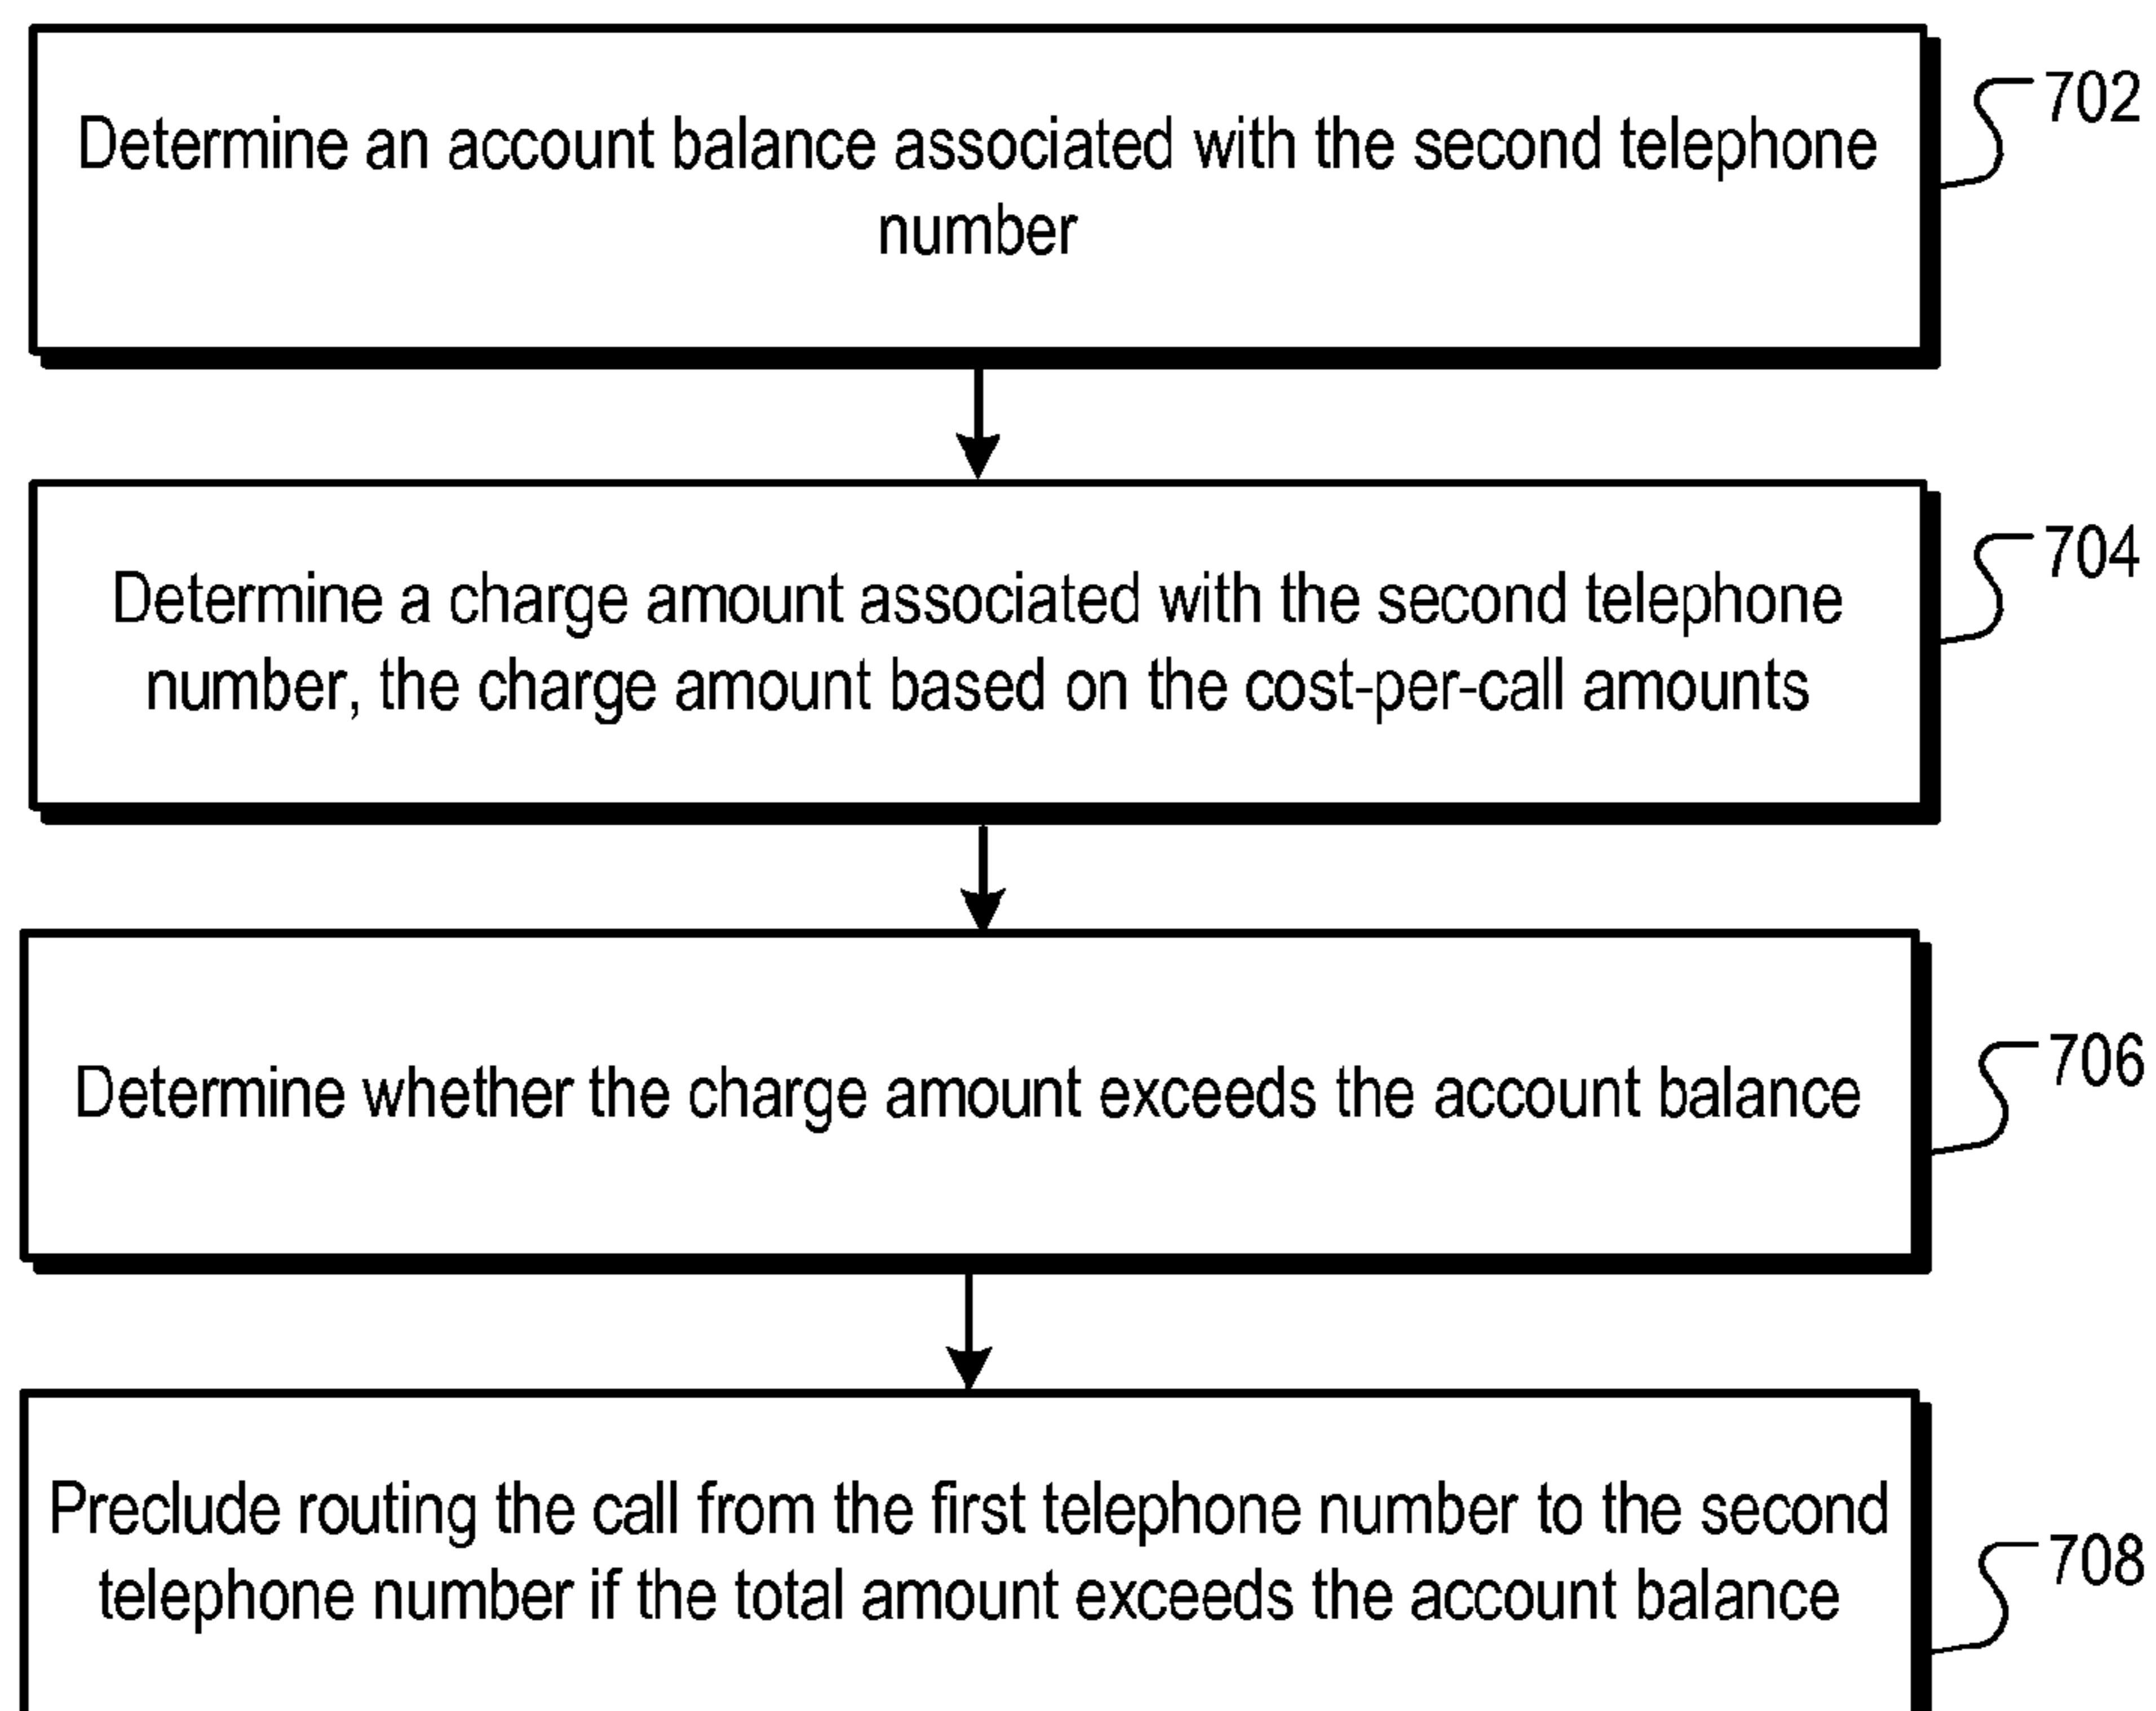 702
Determine an account balance associated with the second telephone
number
704
Determine a charge amount associated with the second telephone
number, the charge amount based on the cost-per-call amounts
706
Determine whether the charge amount exceeds the account balance
Preclude routing the call from the first telephone number to the second
708
telephone number if the total amount exceeds the account balance